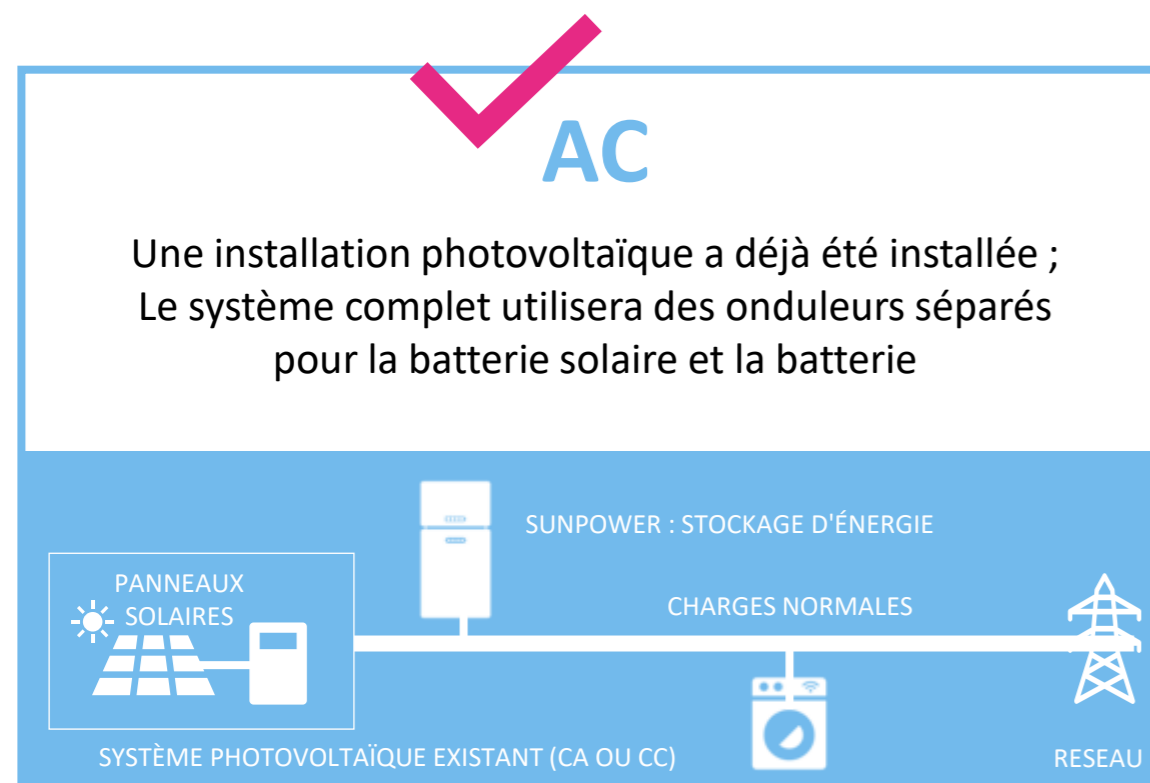 AC
Une installation photovoltaïque a déjà été installée ;
Le système complet utilisera des onduleurs séparés
pour la batterie solaire et la batterie
SUNPOWER : STOCKAGE D'ÉNERGIE
PANNEAUX
SOLAIRES
CHARGES NORMALES
SYSTÈME PHOTOVOLTAÏQUE EXISTANT (CA OU CC)
RESEAU